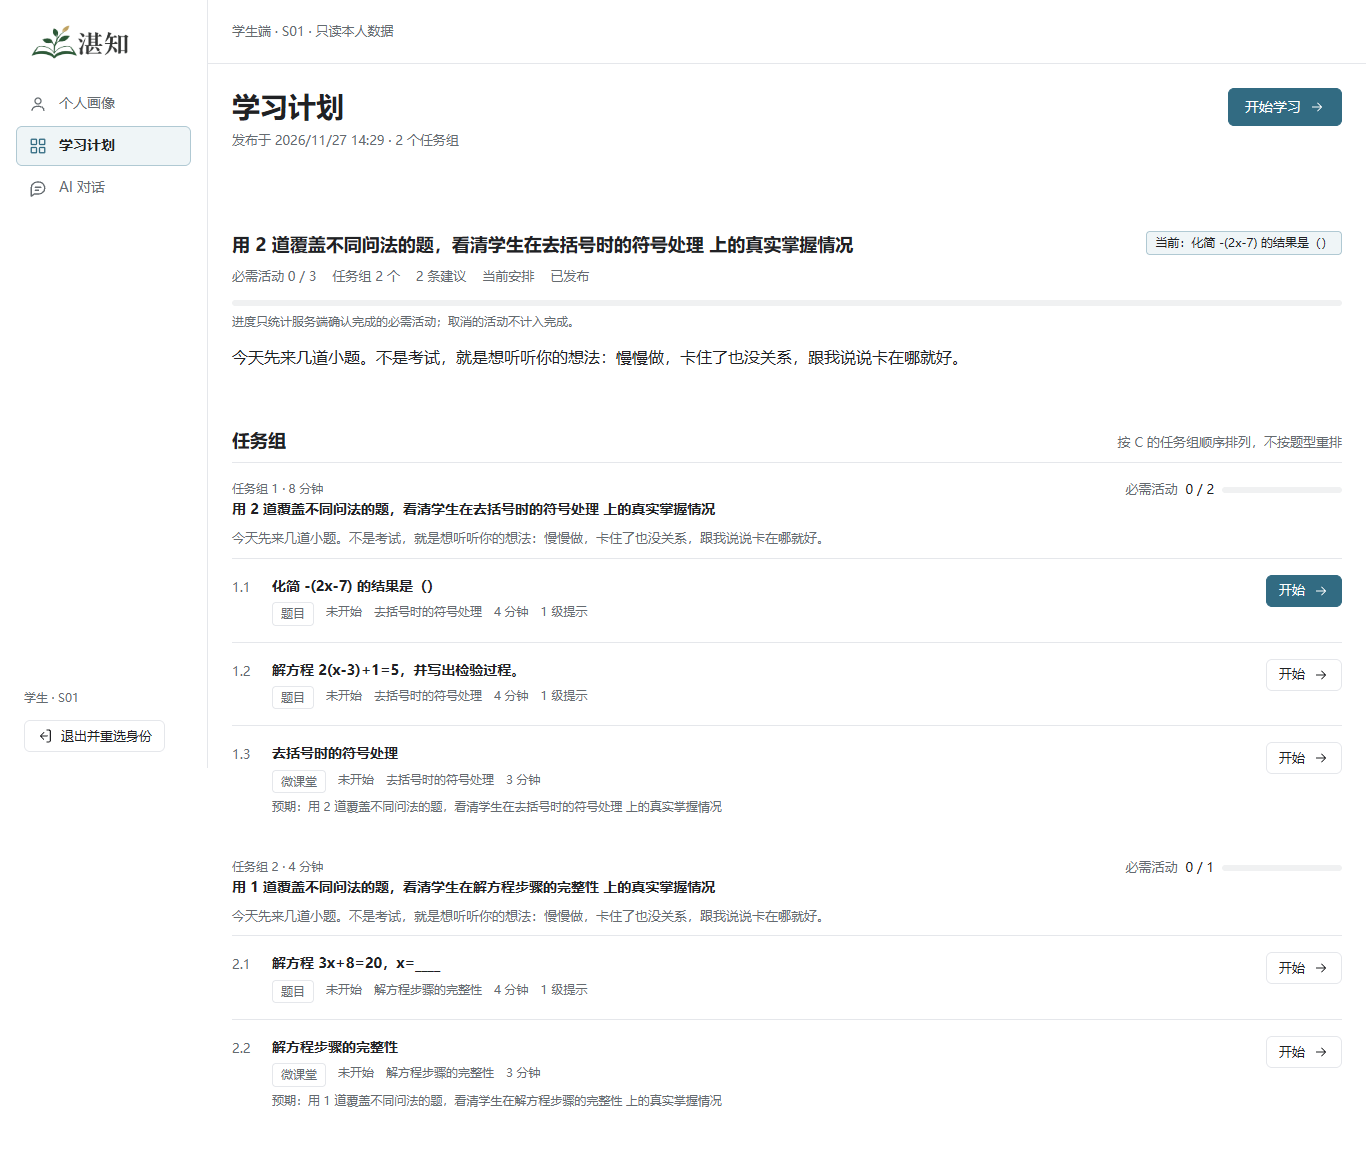 湛知
学生端 · S01 · 只读本人数据
个人画像
学习计划
AI 对话
学习计划
开始学习 →
发布于 2026/11/27 14:29 · 2 个任务组
用 2 道覆盖不同问法的题，看清学生在去括号时的符号处理 上的真实掌握情况
当前：化简 -(2x-7) 的结果是（）
必需活动 0 / 3 任务组 2 个 2 条建议 当前安排 已发布
进度只统计服务端确认完成的必需活动；取消的活动不计入完成。
今天先来几道小题。不是考试，就是想听听你的想法：慢慢做，卡住了也没关系，跟我说说卡在哪就好。
任务组
按 C 的任务组顺序排列，不按题型重排
任务组 1 · 8 分钟
必需活动 0 / 2
用 2 道覆盖不同问法的题，看清学生在去括号时的符号处理 上的真实掌握情况
今天先来几道小题。不是考试，就是想听听你的想法：慢慢做，卡住了也没关系，跟我说说卡在哪就好。
1.1 化简 -(2x-7) 的结果是（）
开始 →
题目 未开始 去括号时的符号处理 4 分钟 1 级提示
1.2 解方程 2(x-3)+1=5，并写出检验过程。
开始 →
题目 未开始 去括号时的符号处理 4 分钟 1 级提示
1.3 去括号时的符号处理
开始 →
微课堂 未开始 去括号时的符号处理 3 分钟
预期：用 2 道覆盖不同问法的题，看清学生在去括号时的符号处理 上的真实掌握情况
任务组 2 · 4 分钟
必需活动 0 / 1
用 1 道覆盖不同问法的题，看清学生在解方程步骤的完整性 上的真实掌握情况
今天先来几道小题。不是考试，就是想听听你的想法：慢慢做，卡住了也没关系，跟我说说卡在哪就好。
2.1 解方程 3x+8=20，x=____
开始 →
题目 未开始 解方程步骤的完整性 4 分钟 1 级提示
2.2 解方程步骤的完整性
开始 →
微课堂 未开始 解方程步骤的完整性 3 分钟
预期：用 1 道覆盖不同问法的题，看清学生在解方程步骤的完整性 上的真实掌握情况
学生 · S01
退出并重选身份